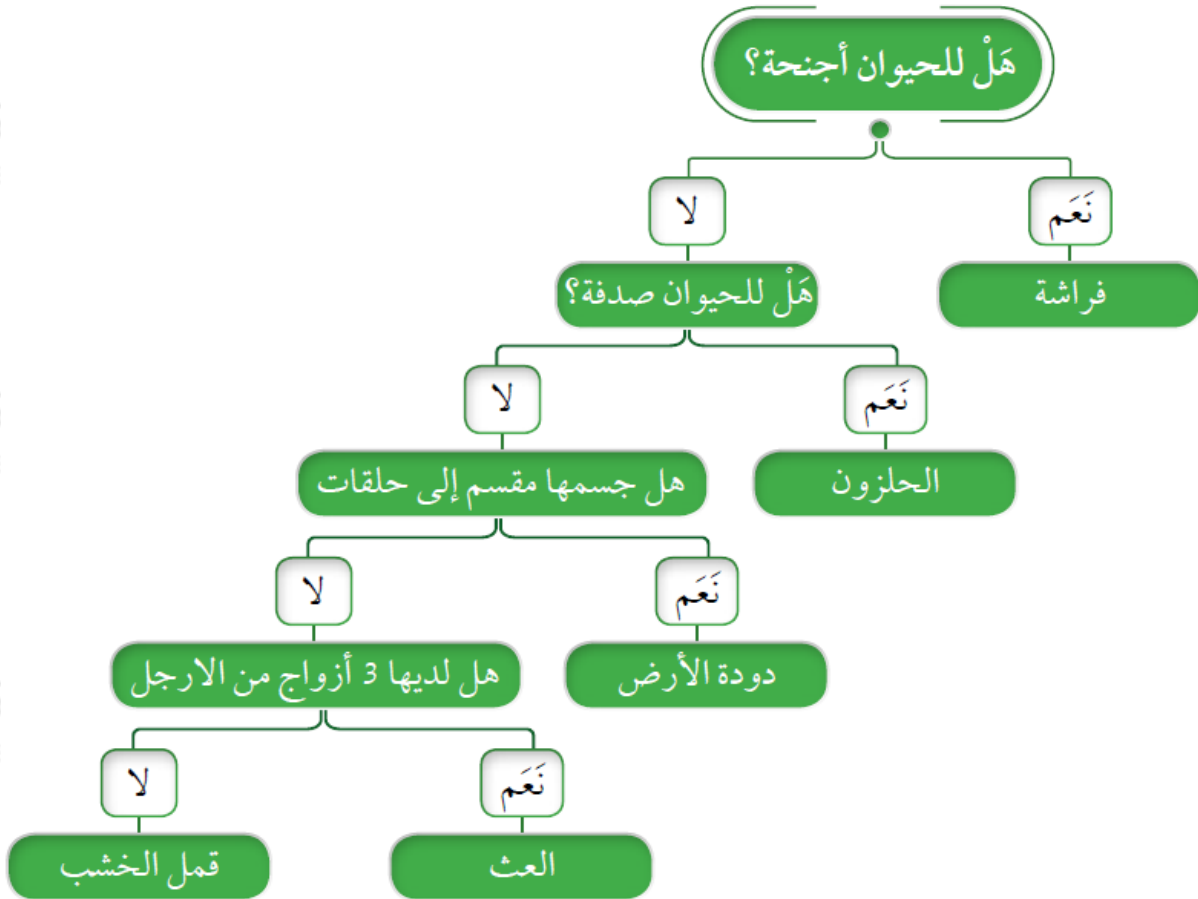 هَلْ للحيوان أجنحة؟
نَعَم
لا
فراشة
هَلْ للحيوان صدفة؟
نَعَم
لا
الحلزون
هل جسمها مقسم إلى حلقات
نَعَم
لا
دودة الأرض
هل لديها 3 أزواج من الارجل
نَعَم
لا
العث
قمل الخشب